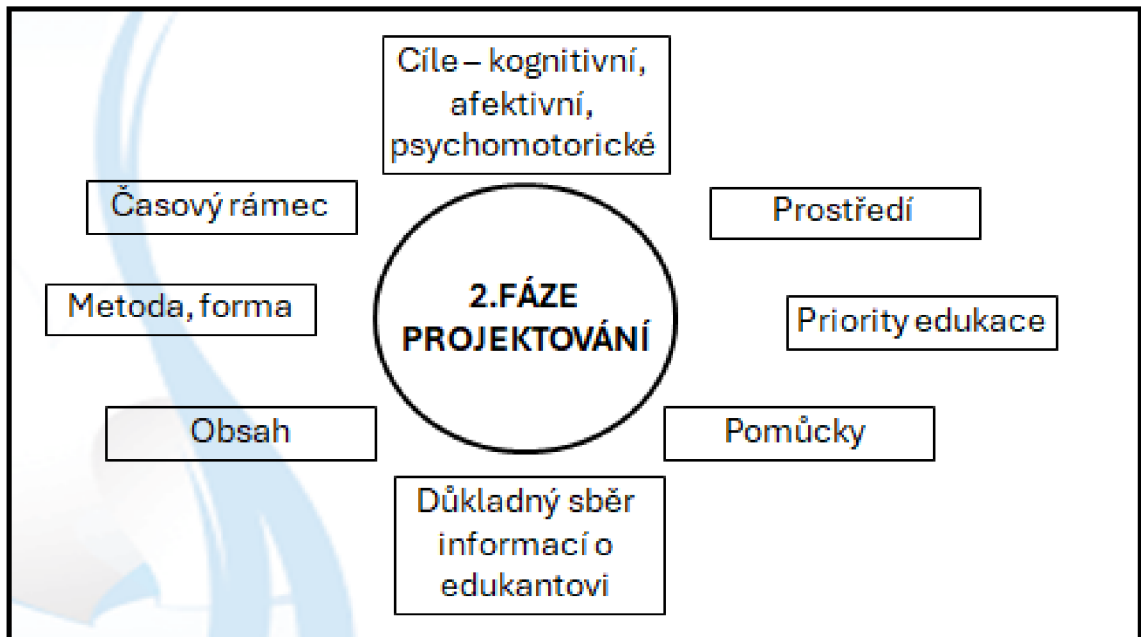 Cíle – kognitivní,
afektivní,
psychomotorické
Časový rámec
Prostředí
2.FÁZE
PROJEKTOVÁNÍ
Metoda, forma
Priority edukace
Obsah
Pomůcky
Důkladný sběr
informací o
edukantovi